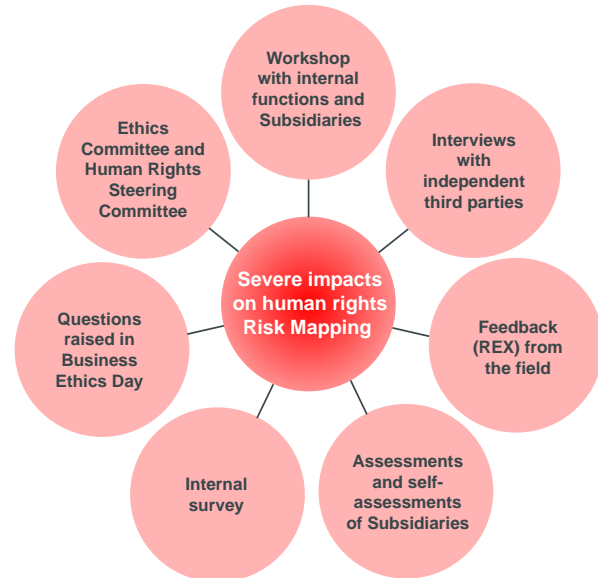 Workshop
with internal
functions and
Subsidiaries
Interviews
with
independent
third parties
Feedback
(REX) from
the field
Assessments
and self-
assessments
of Subsidiaries
Internal
survey
Questions
raised in
Business
Ethics Day
Ethics
Committee and
Human Rights
Steering
Committee
Severe impacts
on human rights
Risk Mapping